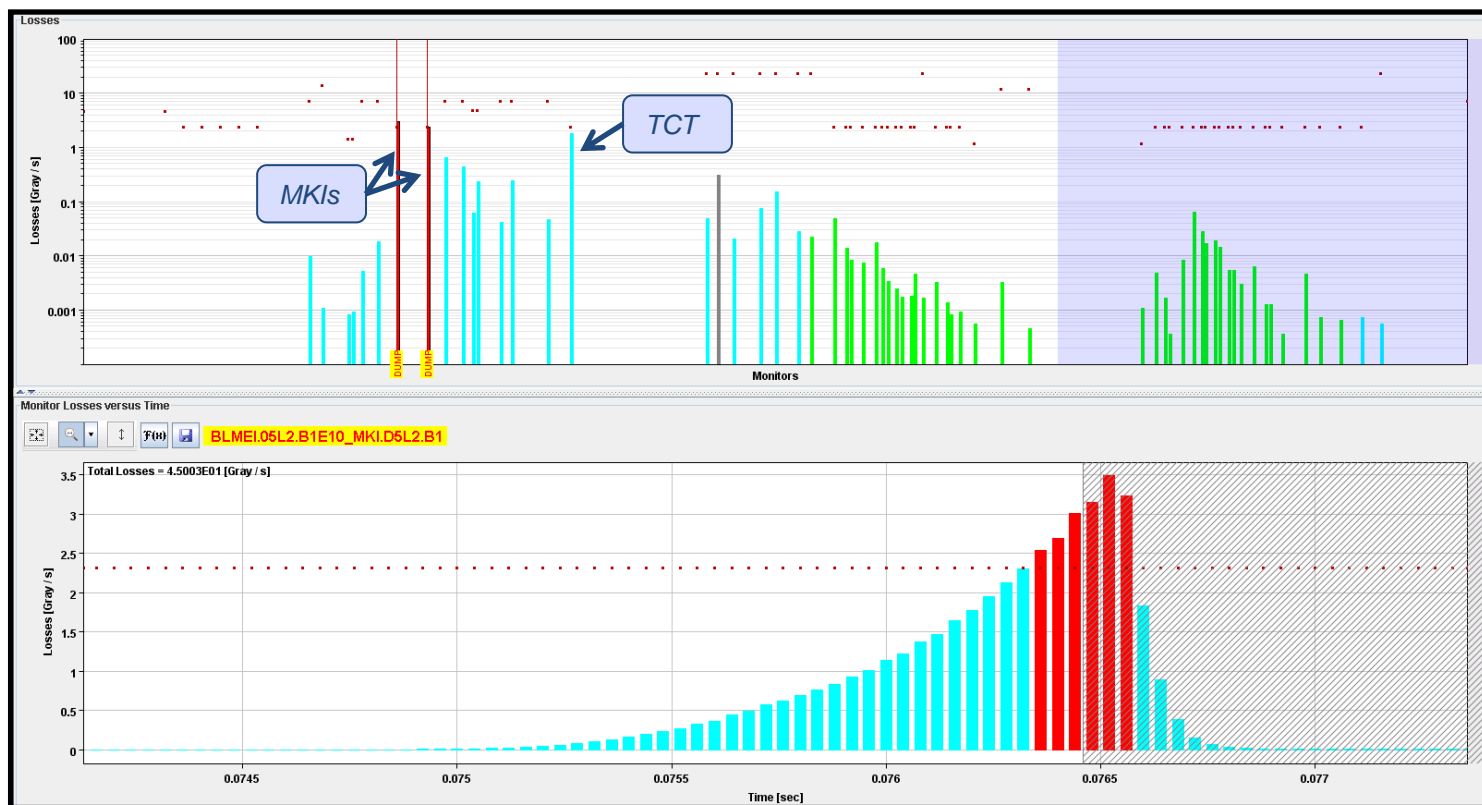 Losses
100
10
1
0.1
0.01
0.001
Losses [Gray / s]
MKIs
TCT
DUMP
DUMP
Monitors
Monitor Losses versus Time
F(x)
BLMEI.05L2.B1E10_MKI.D5L2.B1
Total Losses = 4.5003E01 [Gray / s]
3.5
3
2.5
2
1.5
1
0.5
0
Losses [Gray / s]
0.0745
0.075
0.0755
0.076
0.0765
0.077
Time [sec]